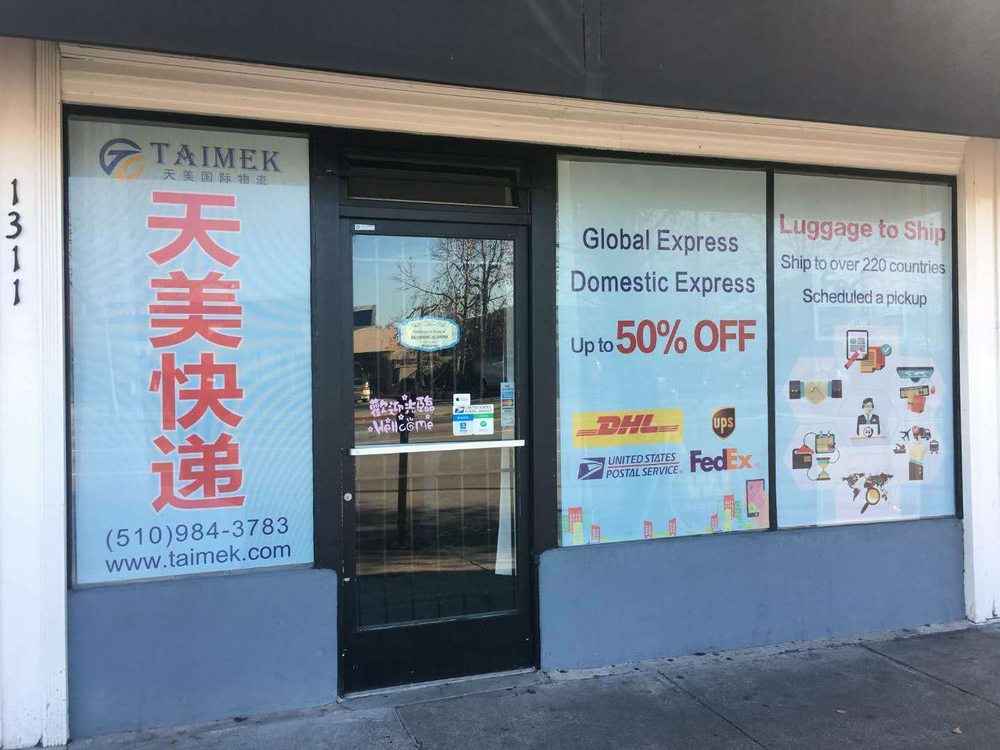 1311
TAIMEK
天美国际物流
天美快递
(510)984-3783
www.taimek.com
歡迎光臨
Wellcome
UNITED STATES
Global Express
Domestic Express
Up to 50% OFF
DHL
ups
UNITED STATES
POSTAL SERVICE
FedEx
Luggage to Ship
Ship to over 220 countries
Scheduled a pickup